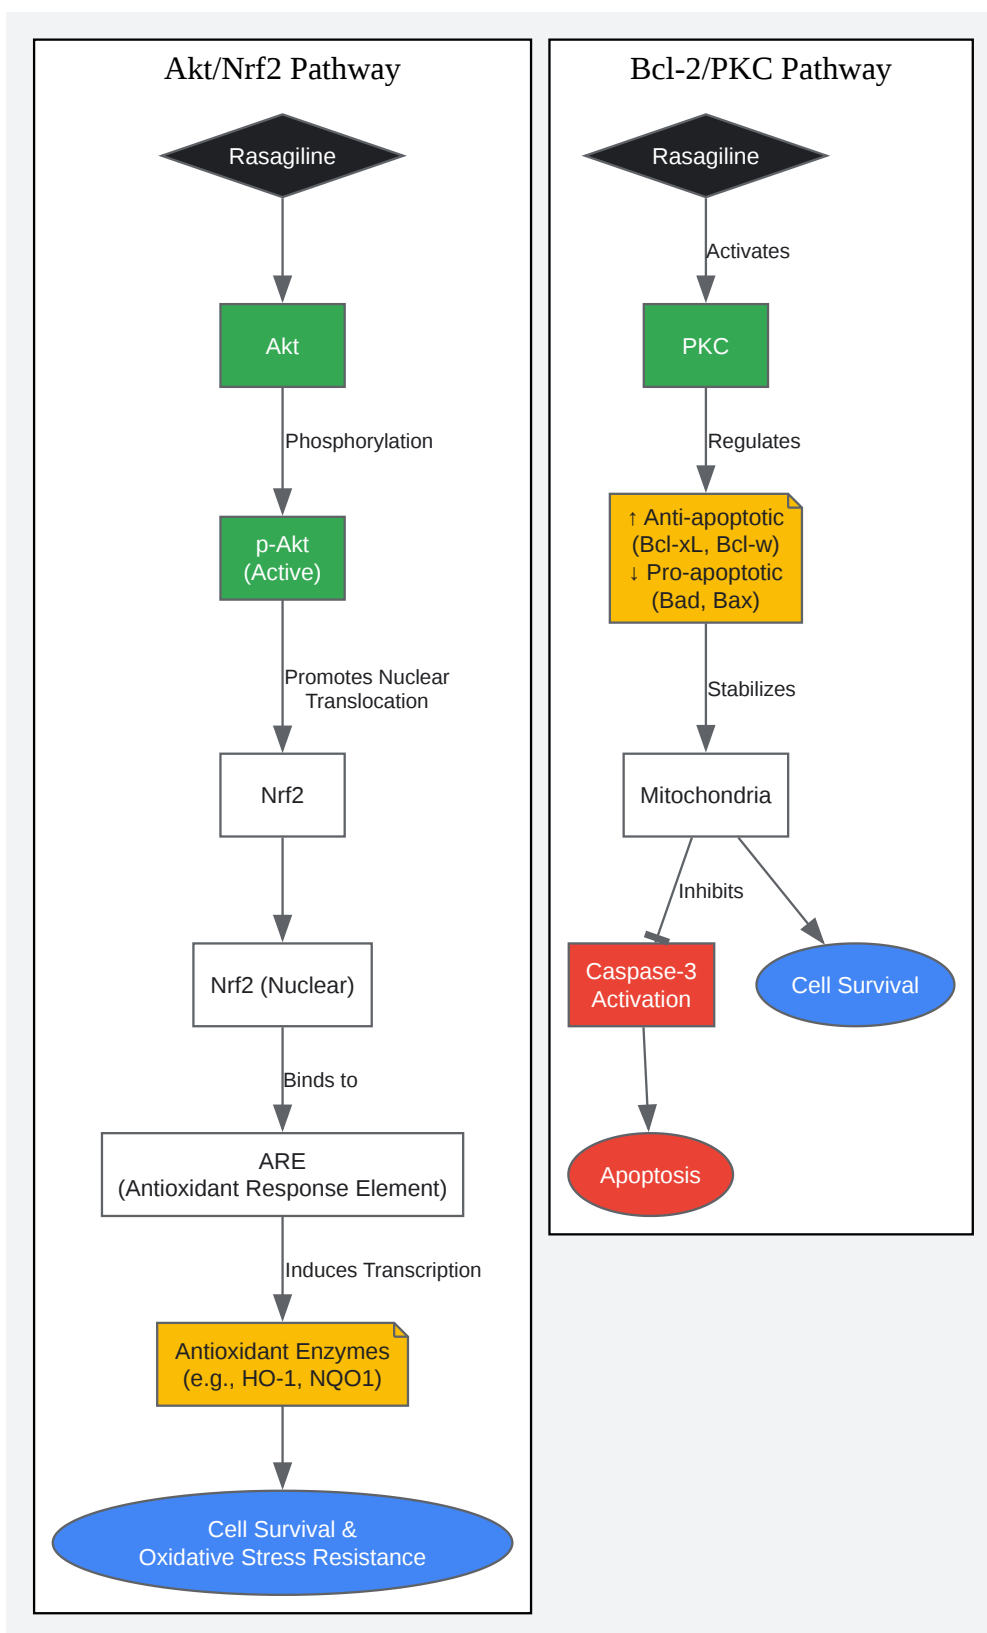 Akt/Nrf2 Pathway
Rasagiline
Akt
Phosphorylation
p-Akt
(Active)
Promotes Nuclear
Translocation
Nrf2
Nrf2 (Nuclear)
Binds to
ARE
(Antioxidant Response Element)
Induces Transcription
Antioxidant Enzymes
(e.g., HO-1, NQO1)
Cell Survival &
Oxidative Stress Resistance
Bcl-2/PKC Pathway
Rasagiline
Activates
PKC
Regulates
↑ Anti-apoptotic
(Bcl-xL, Bcl-w)
↓ Pro-apoptotic
(Bad, Bax)
Stabilizes
Mitochondria
Inhibits
Caspase-3
Activation
Cell Survival
Apoptosis